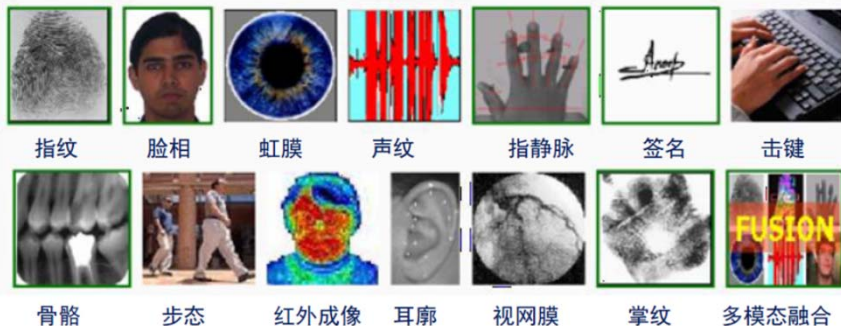 指纹 脸相 虹膜 声纹 指静脉 签名 击键
FUSION
骨骼 步态 红外成像 耳廓 视网膜 掌纹 多模态融合